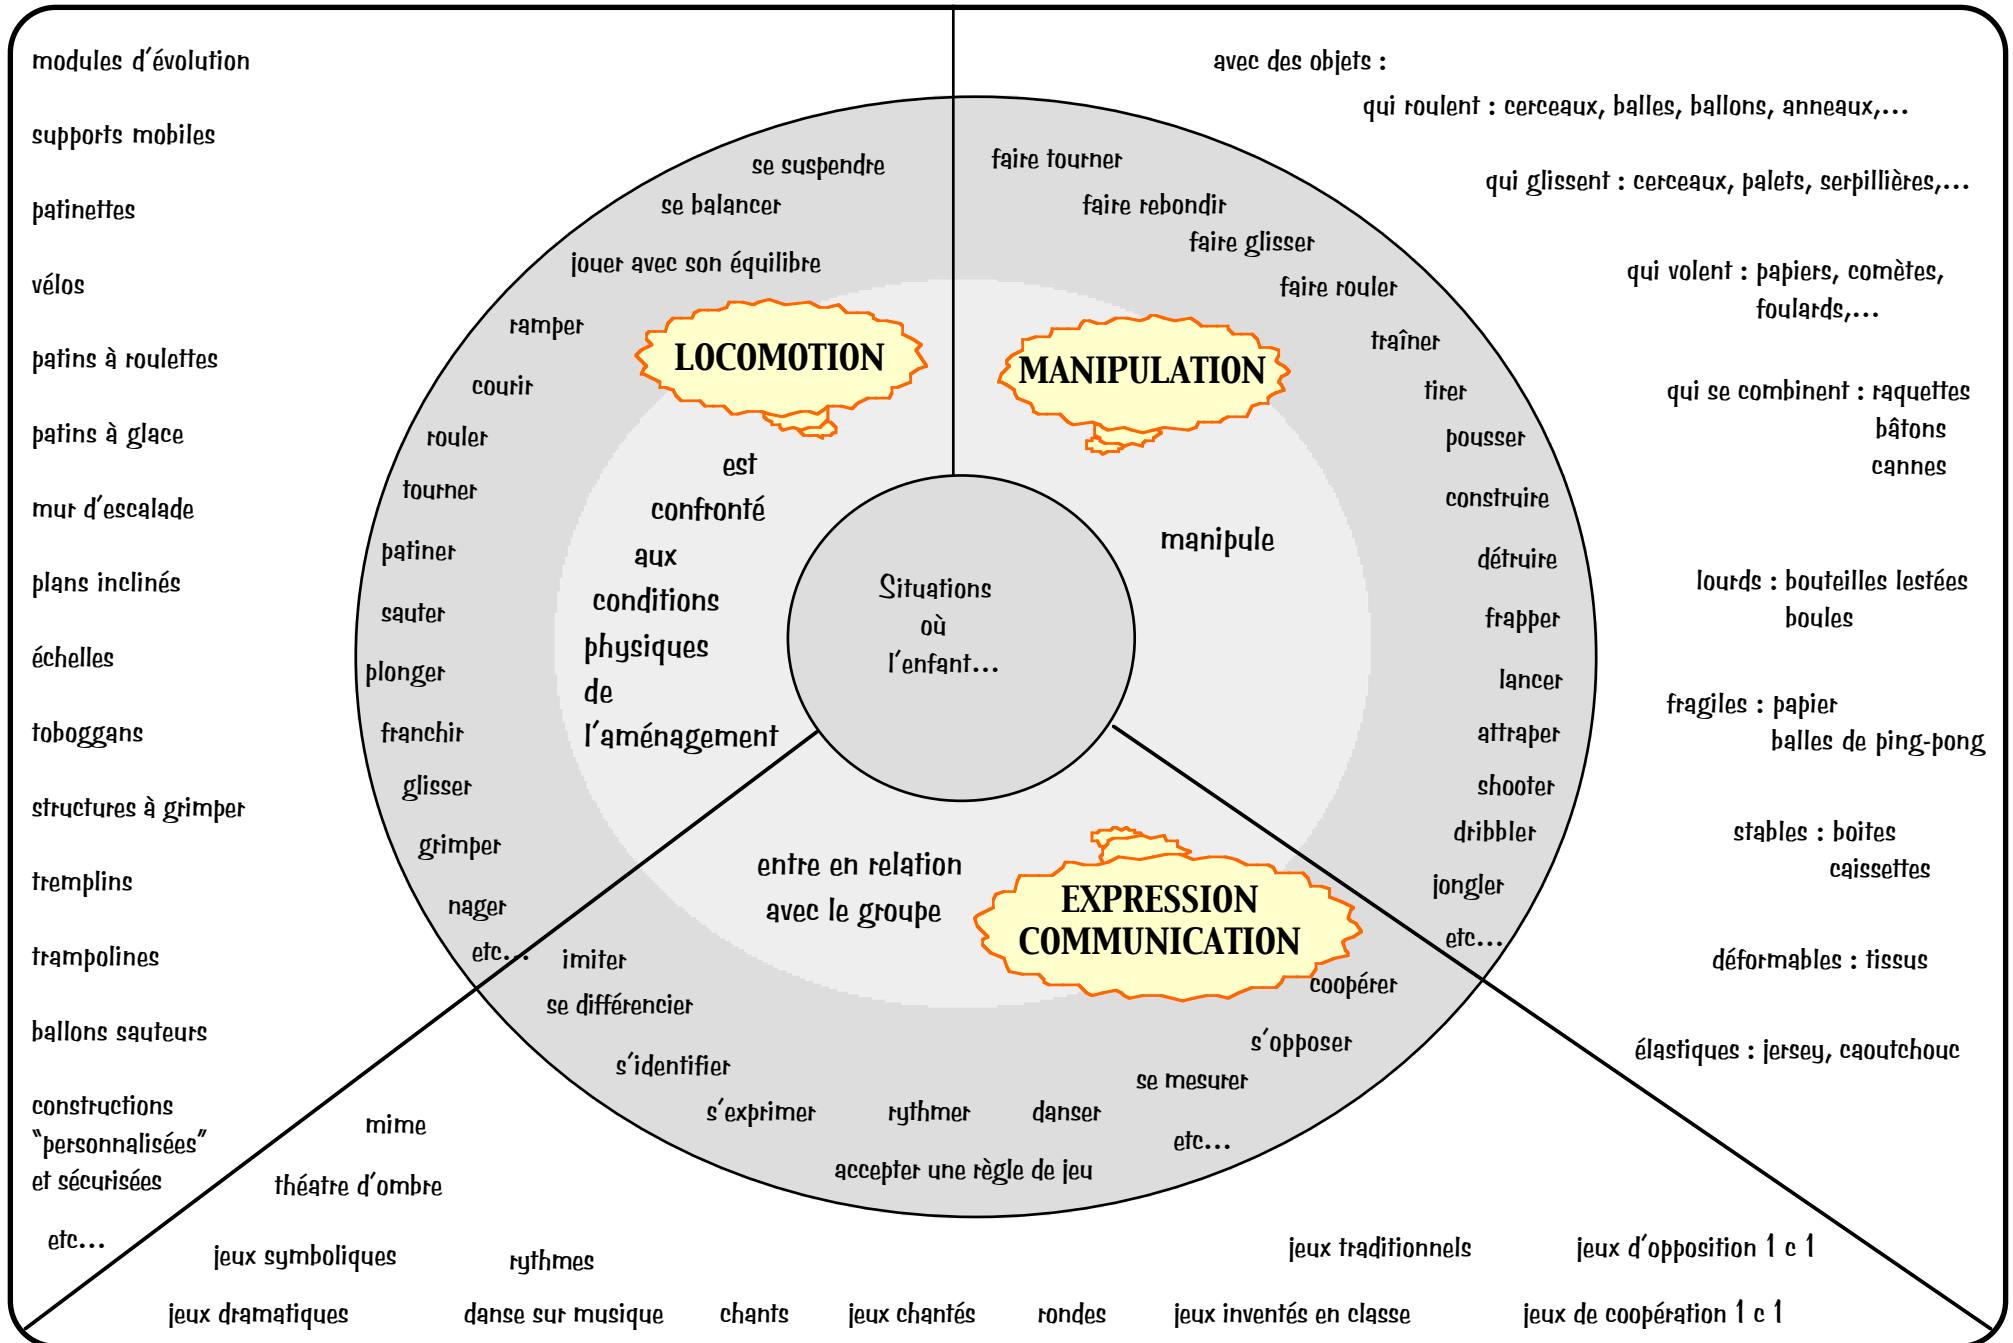 modules d'évolution
supports mobiles
patinettes
vélos
patins à roulettes
patins à glace
mur d'escalade
plans inclinés
échelles
toboggans
structures à grimper
tremplins
trampolines
ballons sauteurs
constructions
"personnalisées"
et sécurisées
etc...
se suspendre
se balancer
jouer avec son équilibre
ramper
courir
rouler
tourner
patiner
sauter
plonger
franchir
glisser
grimper
nager
etc...
LOCOMOTION
est
confronté
aux
conditions
physiques
de
l'aménagement
Situations
où
l'enfant...
MANIPULATION
manipule
faire tourner
faire rebondir
faire glisser
faire rouler
traîner
tirer
pousser
construire
détruire
frapper
lancer
attraper
shooter
dribbler
jongler
etc...
avec des objets :
qui roulent : cerceaux, balles, ballons, anneaux,...
qui glissent : cerceaux, palets, serpillières,...
qui volent : papiers, comètes,
foulards,...
qui se combinent : raquettes
bâtons
cannes
lourds : bouteilles lestées
boules
fragiles : papier
balles de ping-pong
stables : boites
caissettes
déformables : tissus
élastiques : jersey, caoutchouc
entre en relation
avec le groupe
EXPRESSION
COMMUNICATION
imiter
se différencier
s'identifier
s'exprimer
rythmer
danser
accepter une règle de jeu
coopérer
s'opposer
se mesurer
etc...
mime
théatre d'ombre
jeux symboliques
rythmes
jeux traditionnels
jeux d'opposition 1 c 1
jeux dramatiques
danse sur musique
chants
jeux chantés
rondes
jeux inventés en classe
jeux de coopération 1 c 1